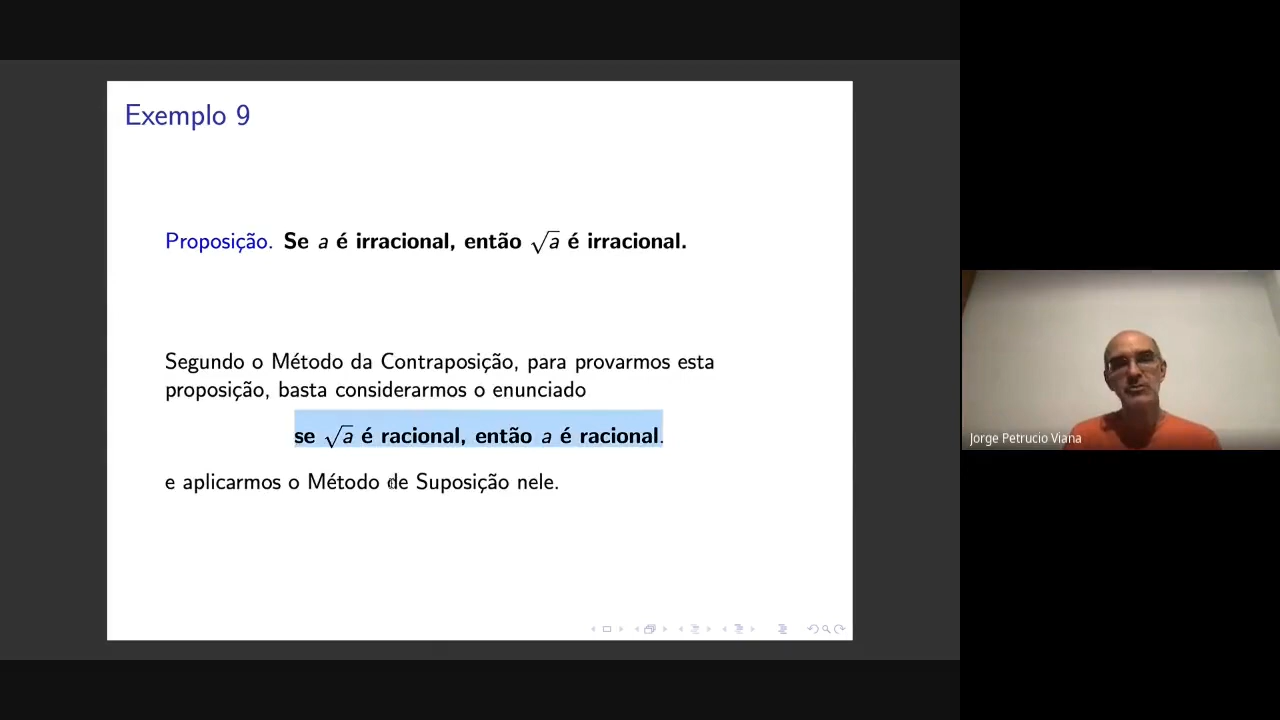 Exemplo 9
Proposição. Se a é irracional, então √a é irracional.
Segundo o Método da Contraposição, para provarmos esta
proposição, basta considerarmos o enunciado
se √a é racional, então a é racional.
e aplicarmos o Método de Suposição nele.
Jorge Petrucio Viana